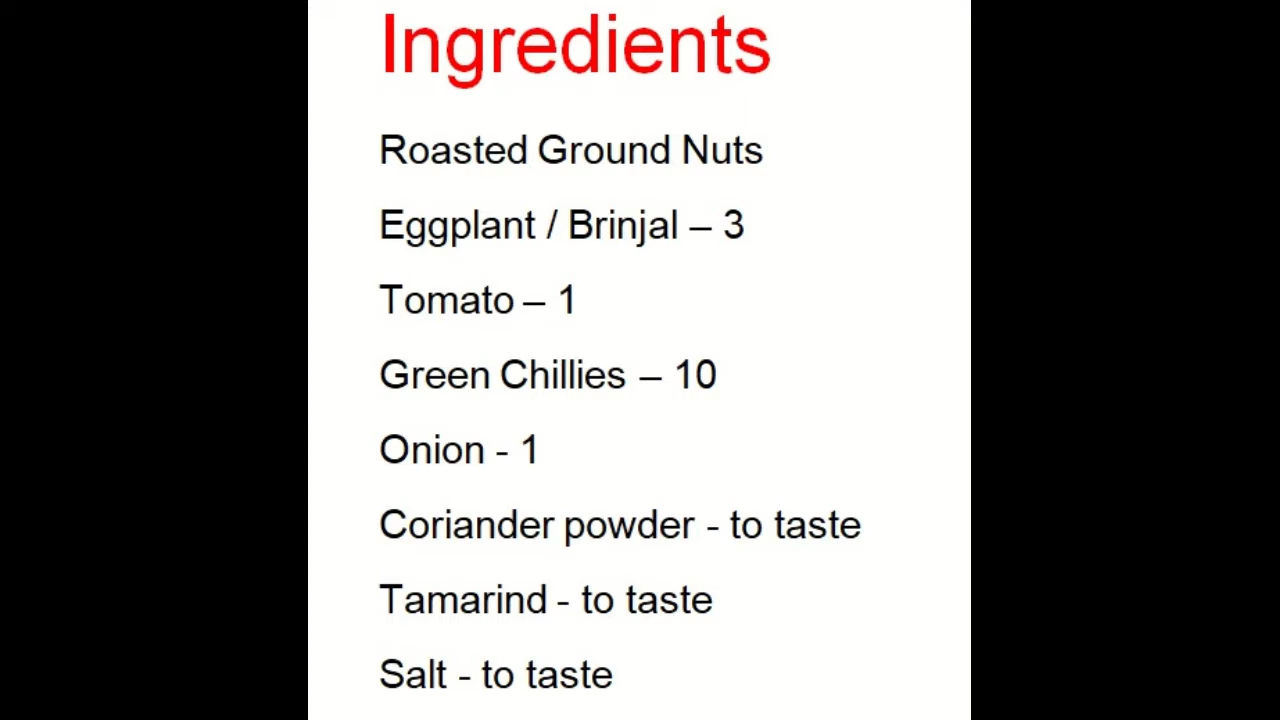 Ingredients
Roasted Ground Nuts
Eggplant / Brinjal – 3
Tomato – 1
Green Chillies – 10
Onion - 1
Coriander powder - to taste
Tamarind - to taste
Salt - to taste